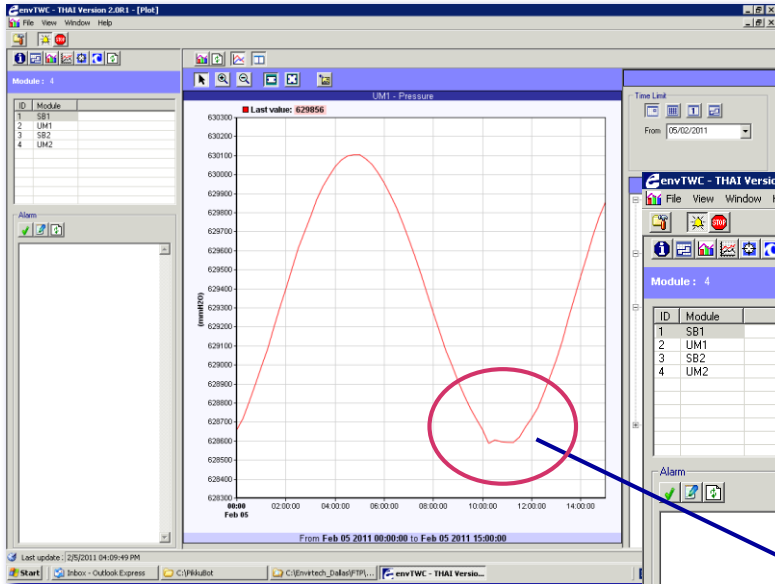 envTWC - THAI Version 2.0R1 - [Plot]
File View Window Help
STOP
Module : 4
ID Module
1 SB1
2 UM1
3 SB2
4 UM2
Alarm
UM1 - Pressure
Last value: 629856
630300
630200
630100
630000
629900
629800
629700
629600
629500
629400
629300
629200
629100
629000
628900
628800
628700
628600
628500
628400
628300
(mmH2O)
00:00 02:00:00 04:00:00 06:00:00 08:00:00 10:00:00 12:00:00 14:00:00
Feb 05
From Feb 05 2011 00:00:00 to Feb 05 2011 15:00:00
Time Limit
From 05/02/2011
envTWC - THAI Versio
File View Window
STOP
Module : 4
ID Module
1 SB1
2 UM1
3 SB2
4 UM2
Alarm
Last update : 2/5/2011 04:09:49 PM
Start Inbox - Outlook Express C:\PikkuBot C:\Envirtech_Dallas\FTP\... envTWC - THAI Versio...